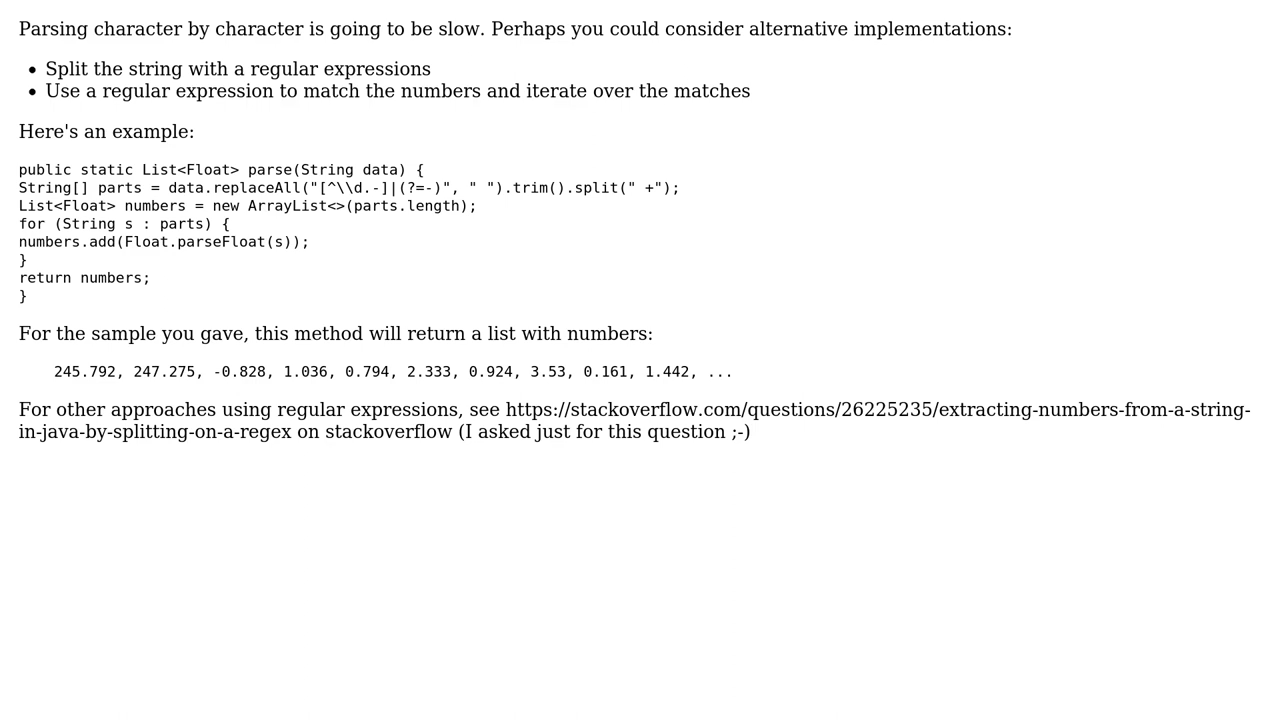 Parsing character by character is going to be slow. Perhaps you could consider alternative implementations:
• Split the string with a regular expressions
• Use a regular expression to match the numbers and iterate over the matches
Here's an example:
public static List<Float> parse(String data) {
String[] parts = data.replaceAll("[^\\d.-]|(?=-)", " ").trim().split(" +");
List<Float> numbers = new ArrayList<>(parts.length);
for (String s : parts) {
numbers.add(Float.parseFloat(s));
}
return numbers;
}
For the sample you gave, this method will return a list with numbers:
245.792, 247.275, -0.828, 1.036, 0.794, 2.333, 0.924, 3.53, 0.161, 1.442, ...
For other approaches using regular expressions, see https://stackoverflow.com/questions/26225235/extracting-numbers-from-a-string-
in-java-by-splitting-on-a-regex on stackoverflow (I asked just for this question ;-)